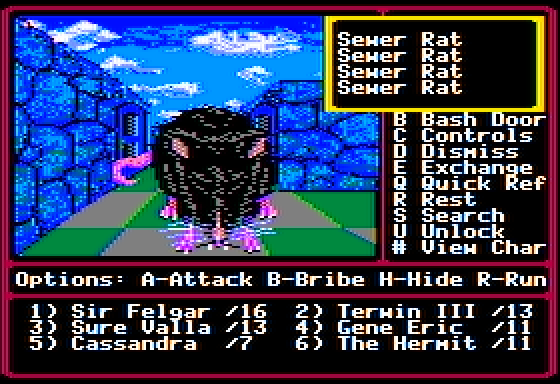 Sewer Rat
Sewer Rat
Sewer Rat
Sewer Rat
B Bash Door
C Controls
D Dismiss
E Exchange
Q Quick Ref
R Rest
S Search
U Unlock
# View Char
Options: A-Attack B-Bribe H-Hide R-Run
1) Sir Felgar /16 2) Terwin III /13
3) Sure Valla /13 4) Gene Eric /11
5) Cassandra /7 6) The Hermit /11